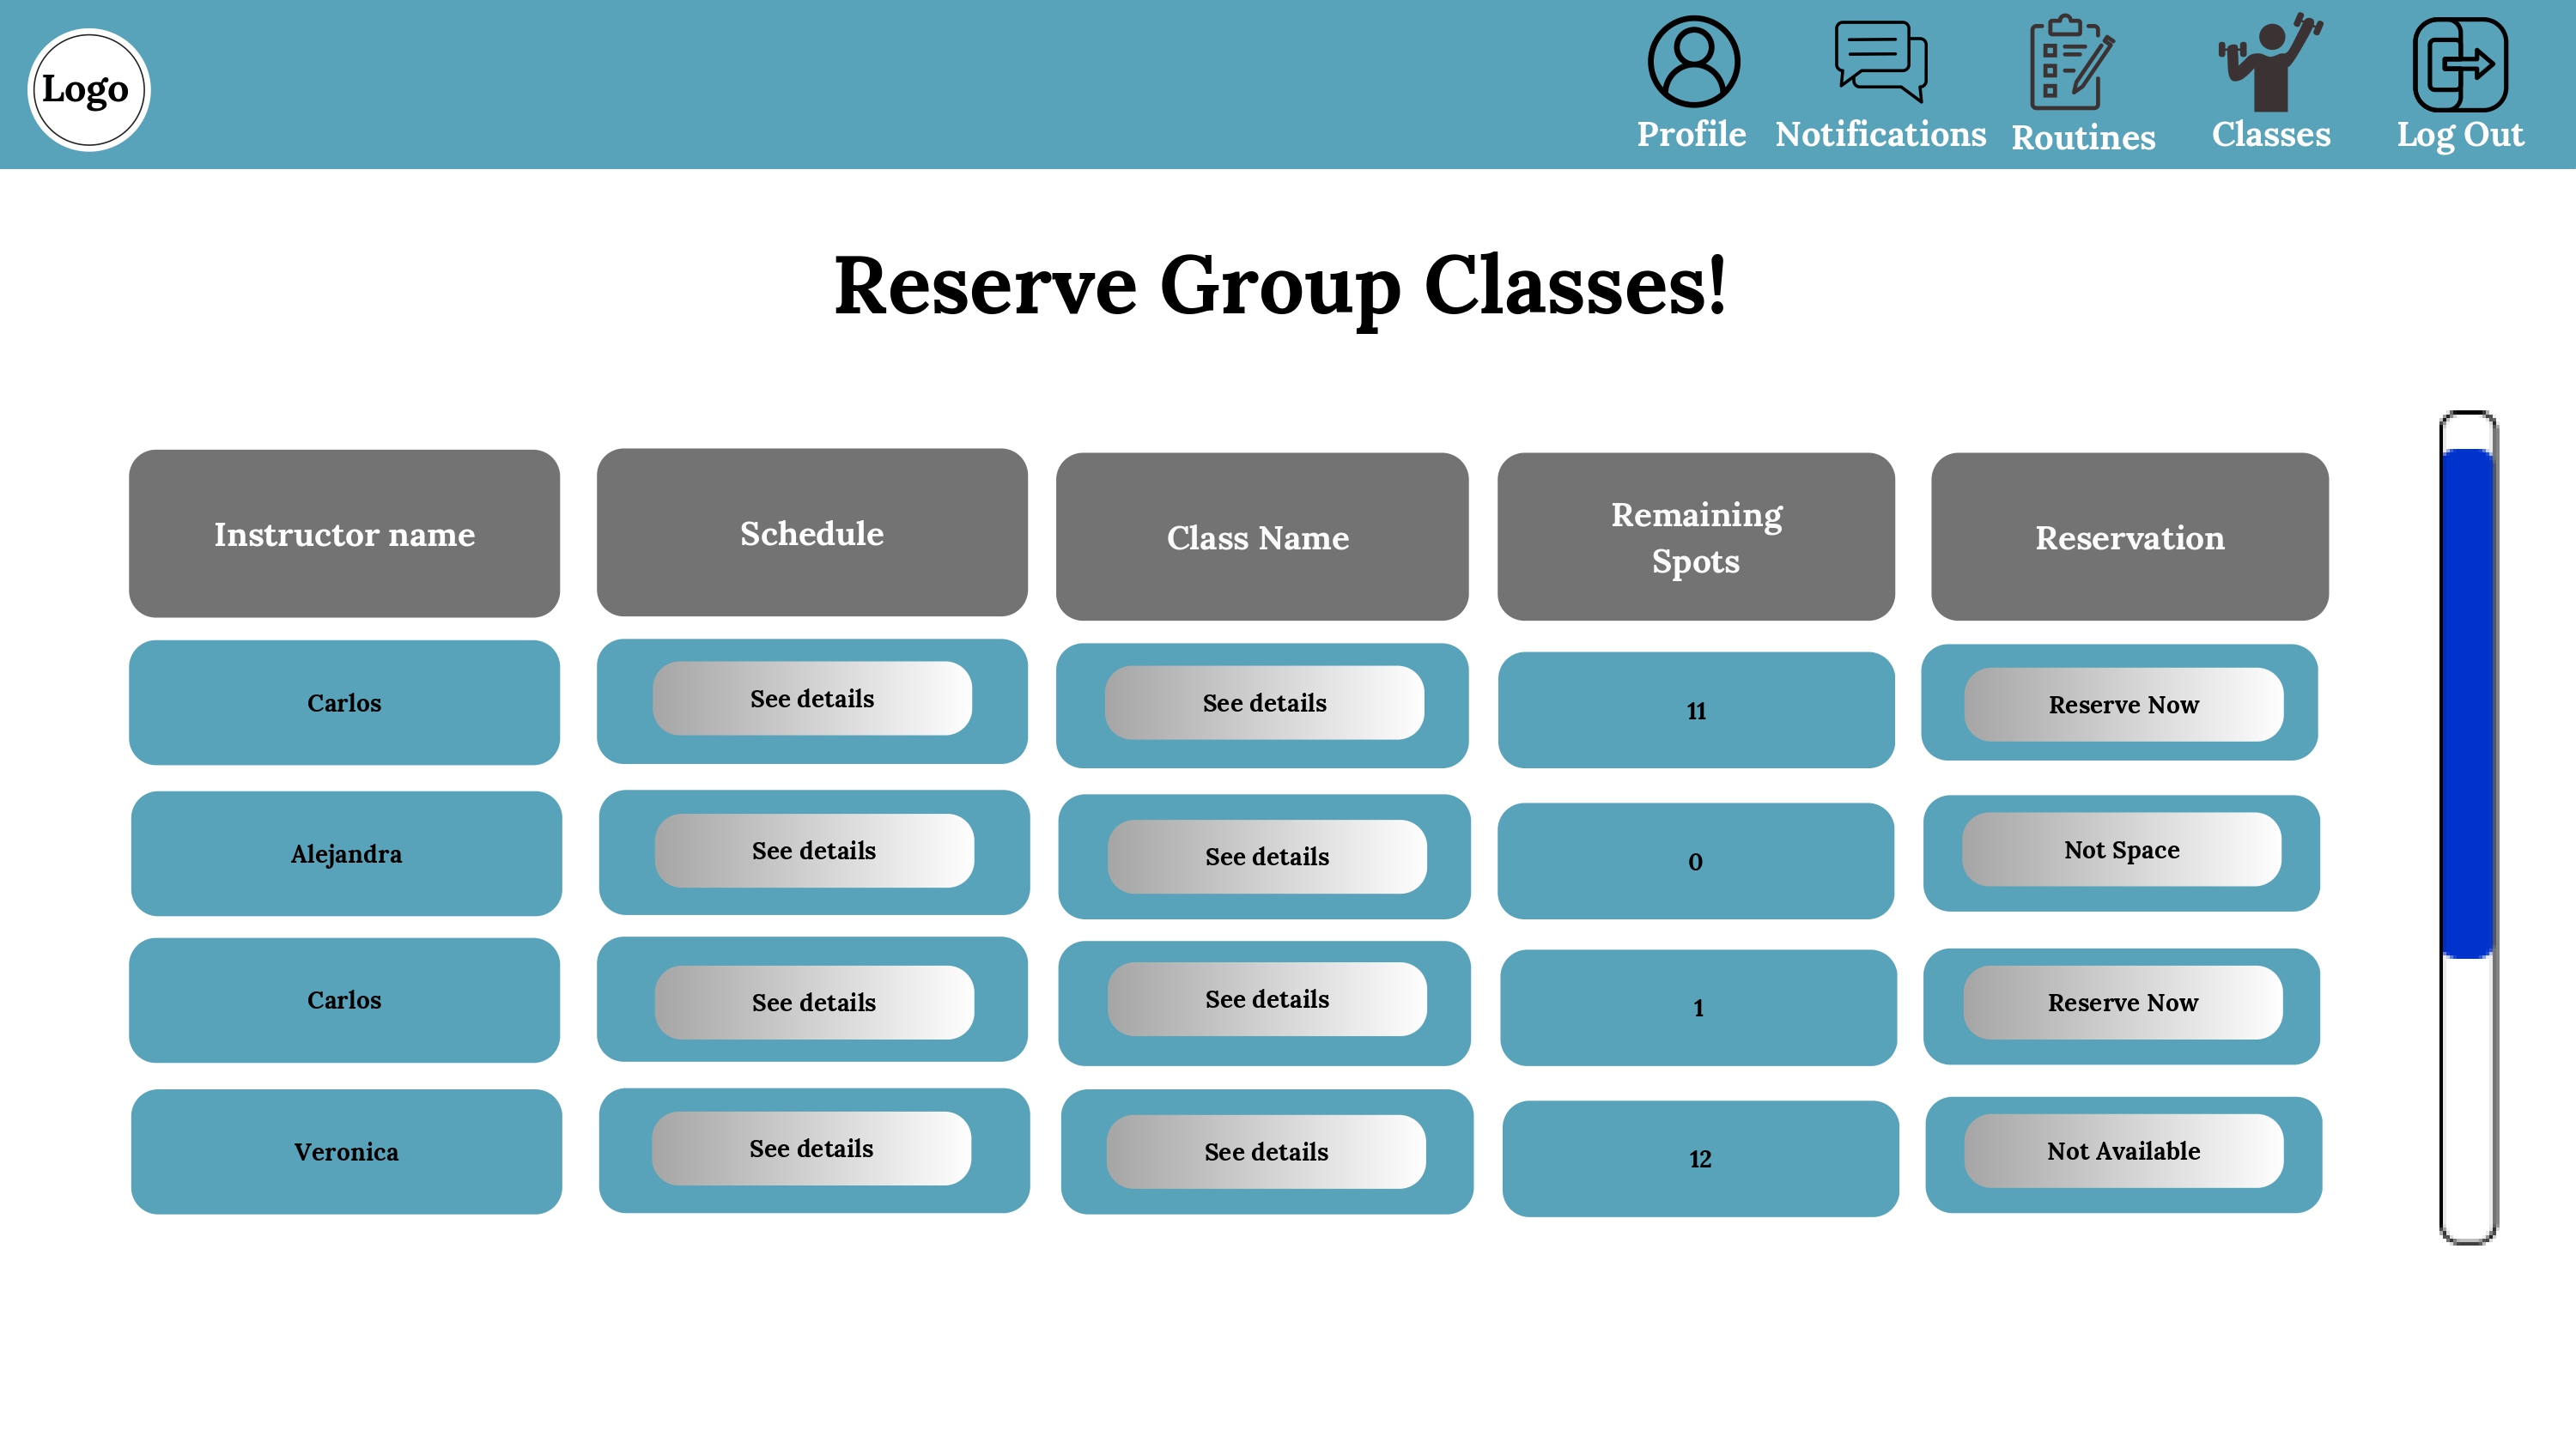 Logo
Profile
Notifications
Routines
Classes
Log Out
Reserve Group Classes!
Instructor name
Schedule
Class Name
Remaining
Spots
Reservation
Carlos
See details
See details
11
Reserve Now
Alejandra
See details
See details
0
Not Space
Carlos
See details
See details
1
Reserve Now
Veronica
See details
See details
12
Not Available